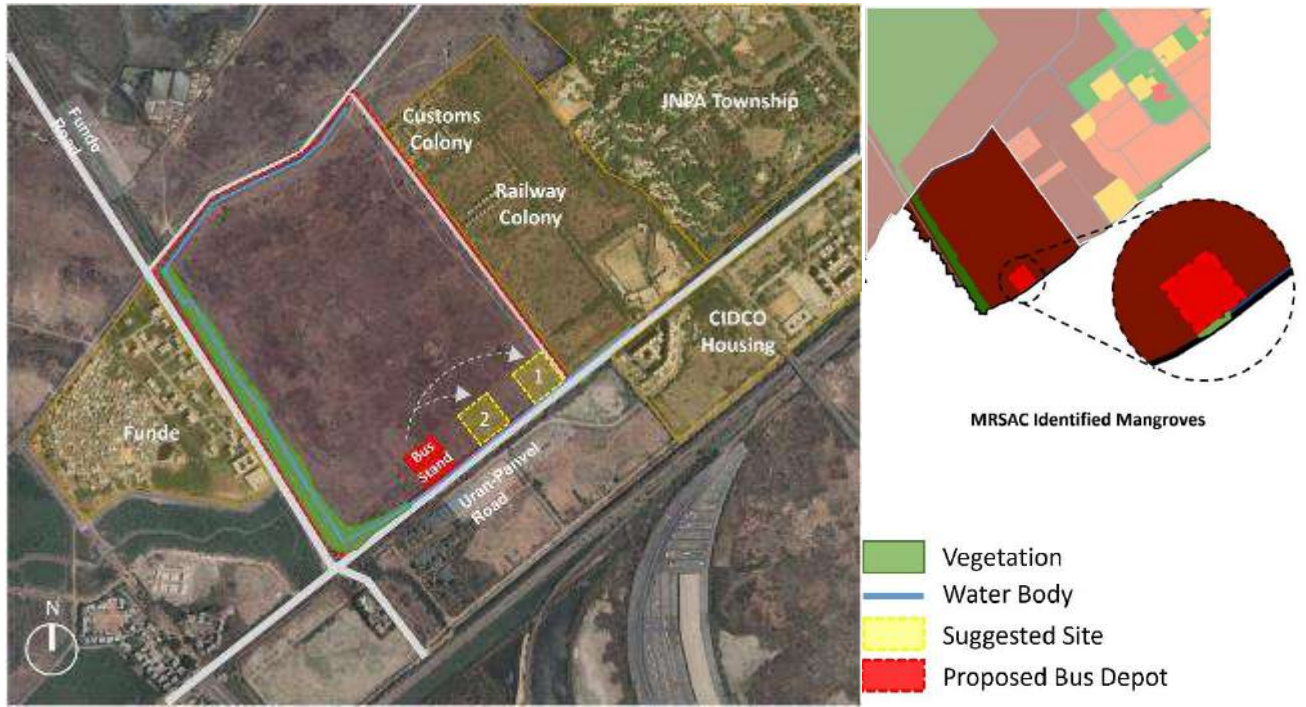 Funde
Road
Customs
Colony
JNPA Township
Railway
Colony
CIDCO
Housing
1
2
Funde
Bus
Stand
Uran-Panvel
Road
N
MRSAC Identified Mangroves
Vegetation
Water Body
Suggested Site
Proposed Bus Depot